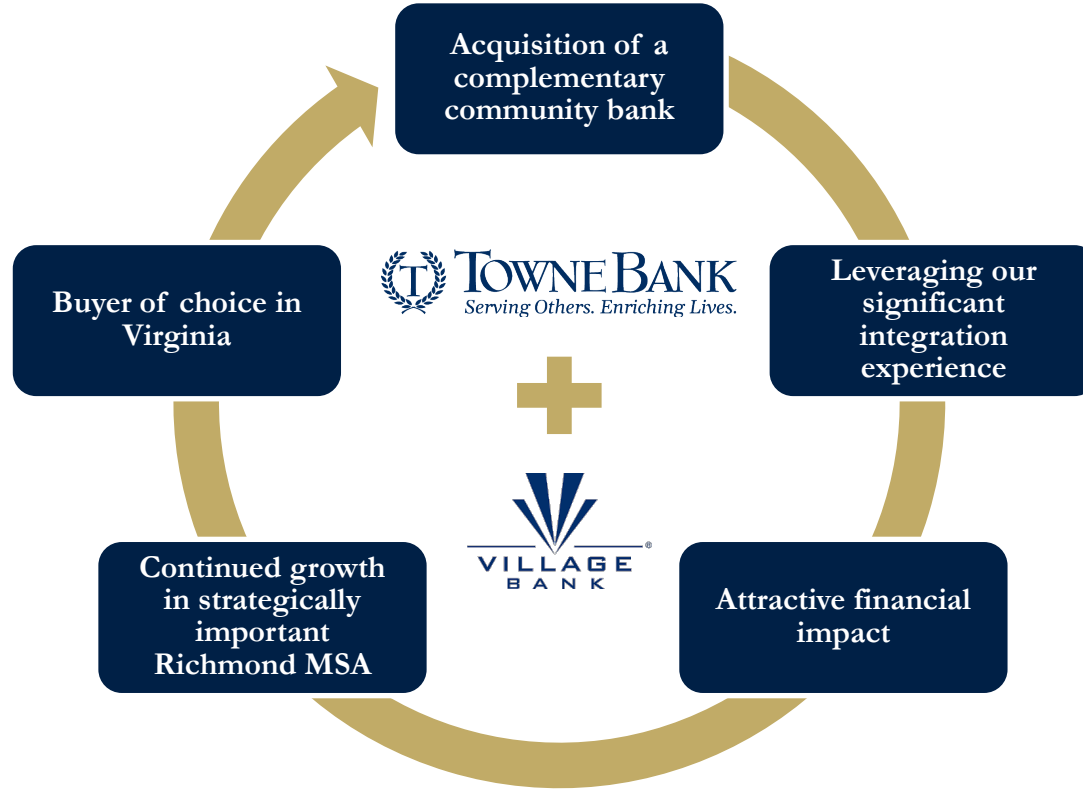 Acquisition of a
complementary
community bank
Leveraging our
significant
integration
experience
Attractive financial
impact
Continued growth
in strategically
important
Richmond MSA
Buyer of choice in
Virginia
T
TOWNEBANK
Serving Others. Enriching Lives.
VILLAGE®
BANK